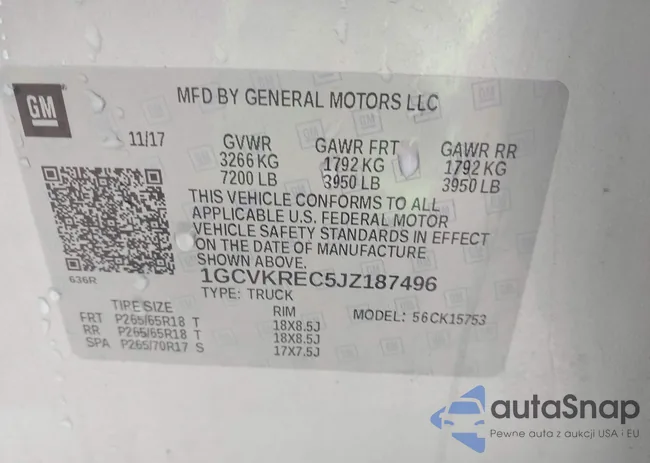 GM
MFD BY GENERAL MOTORS LLC
11/17
GVWR GAWR FRT GAWR RR
3266 KG 1792 KG 1792 KG
7200 LB 3950 LB 3950 LB
THIS VEHICLE CONFORMS TO ALL
APPLICABLE U.S. FEDERAL MOTOR
VEHICLE SAFETY STANDARDS IN EFFECT
ON THE DATE OF MANUFACTURE
SHOWN ABOVE.
636R
1GCVKREC5JZ187496
TYPE: TRUCK
TIRE SIZE RIM MODEL: 56CK15753
FRT P265/65R18 T 18X8.5J
RR P265/65R18 T 18X8.5J
SPA P265/70R17 S 17X7.5J
autaSnap
Pewne auta z aukcji USA i EU